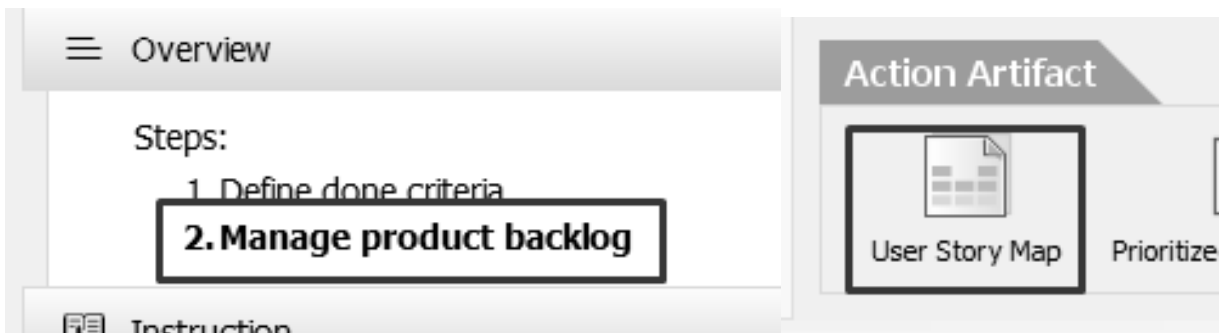 Overview
Steps:
1. Define done criteria
2. Manage product backlog
Instruction
Action Artifact
User Story Map
Prioritize